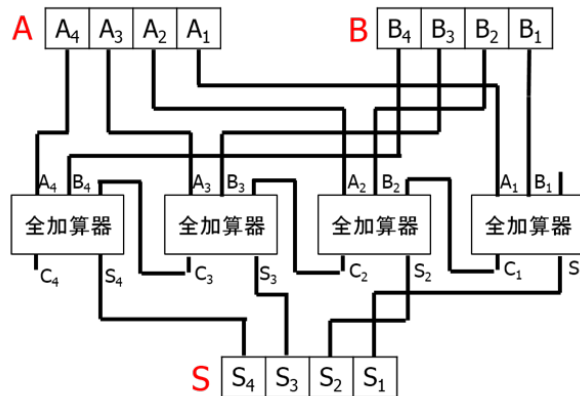 A A4 A3 A2 A1 B B4 B3 B2 B1
A4 B4 A3 B3 A2 B2 A1 B1
全加算器 全加算器 全加算器 全加算器
C4 S4 C3 S3 C2 S2 C1 S
S S4 S3 S2 S1